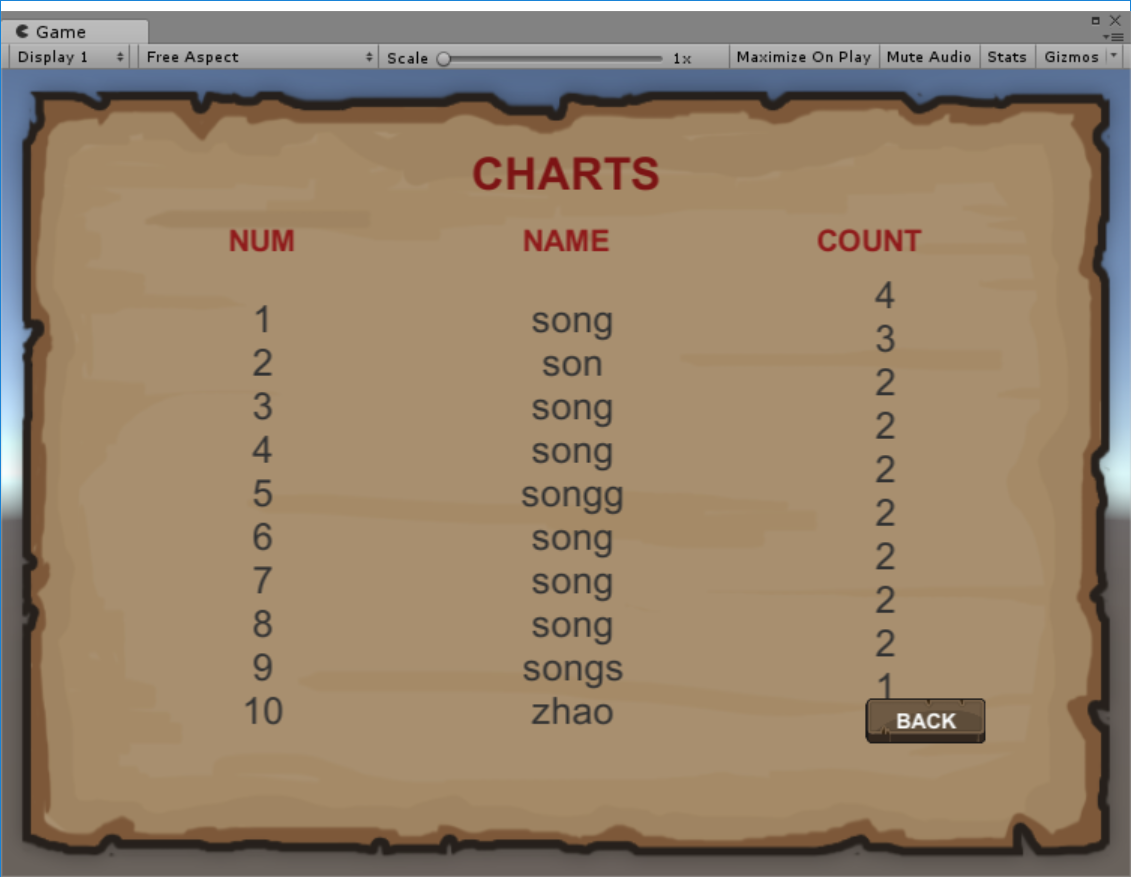 Game
Display 1 Free Aspect Scale 1x Maximize On Play Mute Audio Stats Gizmos
CHARTS
NUM NAME COUNT
1 song 4
2 son 3
3 song 2
4 song 2
5 songg 2
6 song 2
7 song 2
8 song 2
9 songs 2
10 zhao 1
BACK